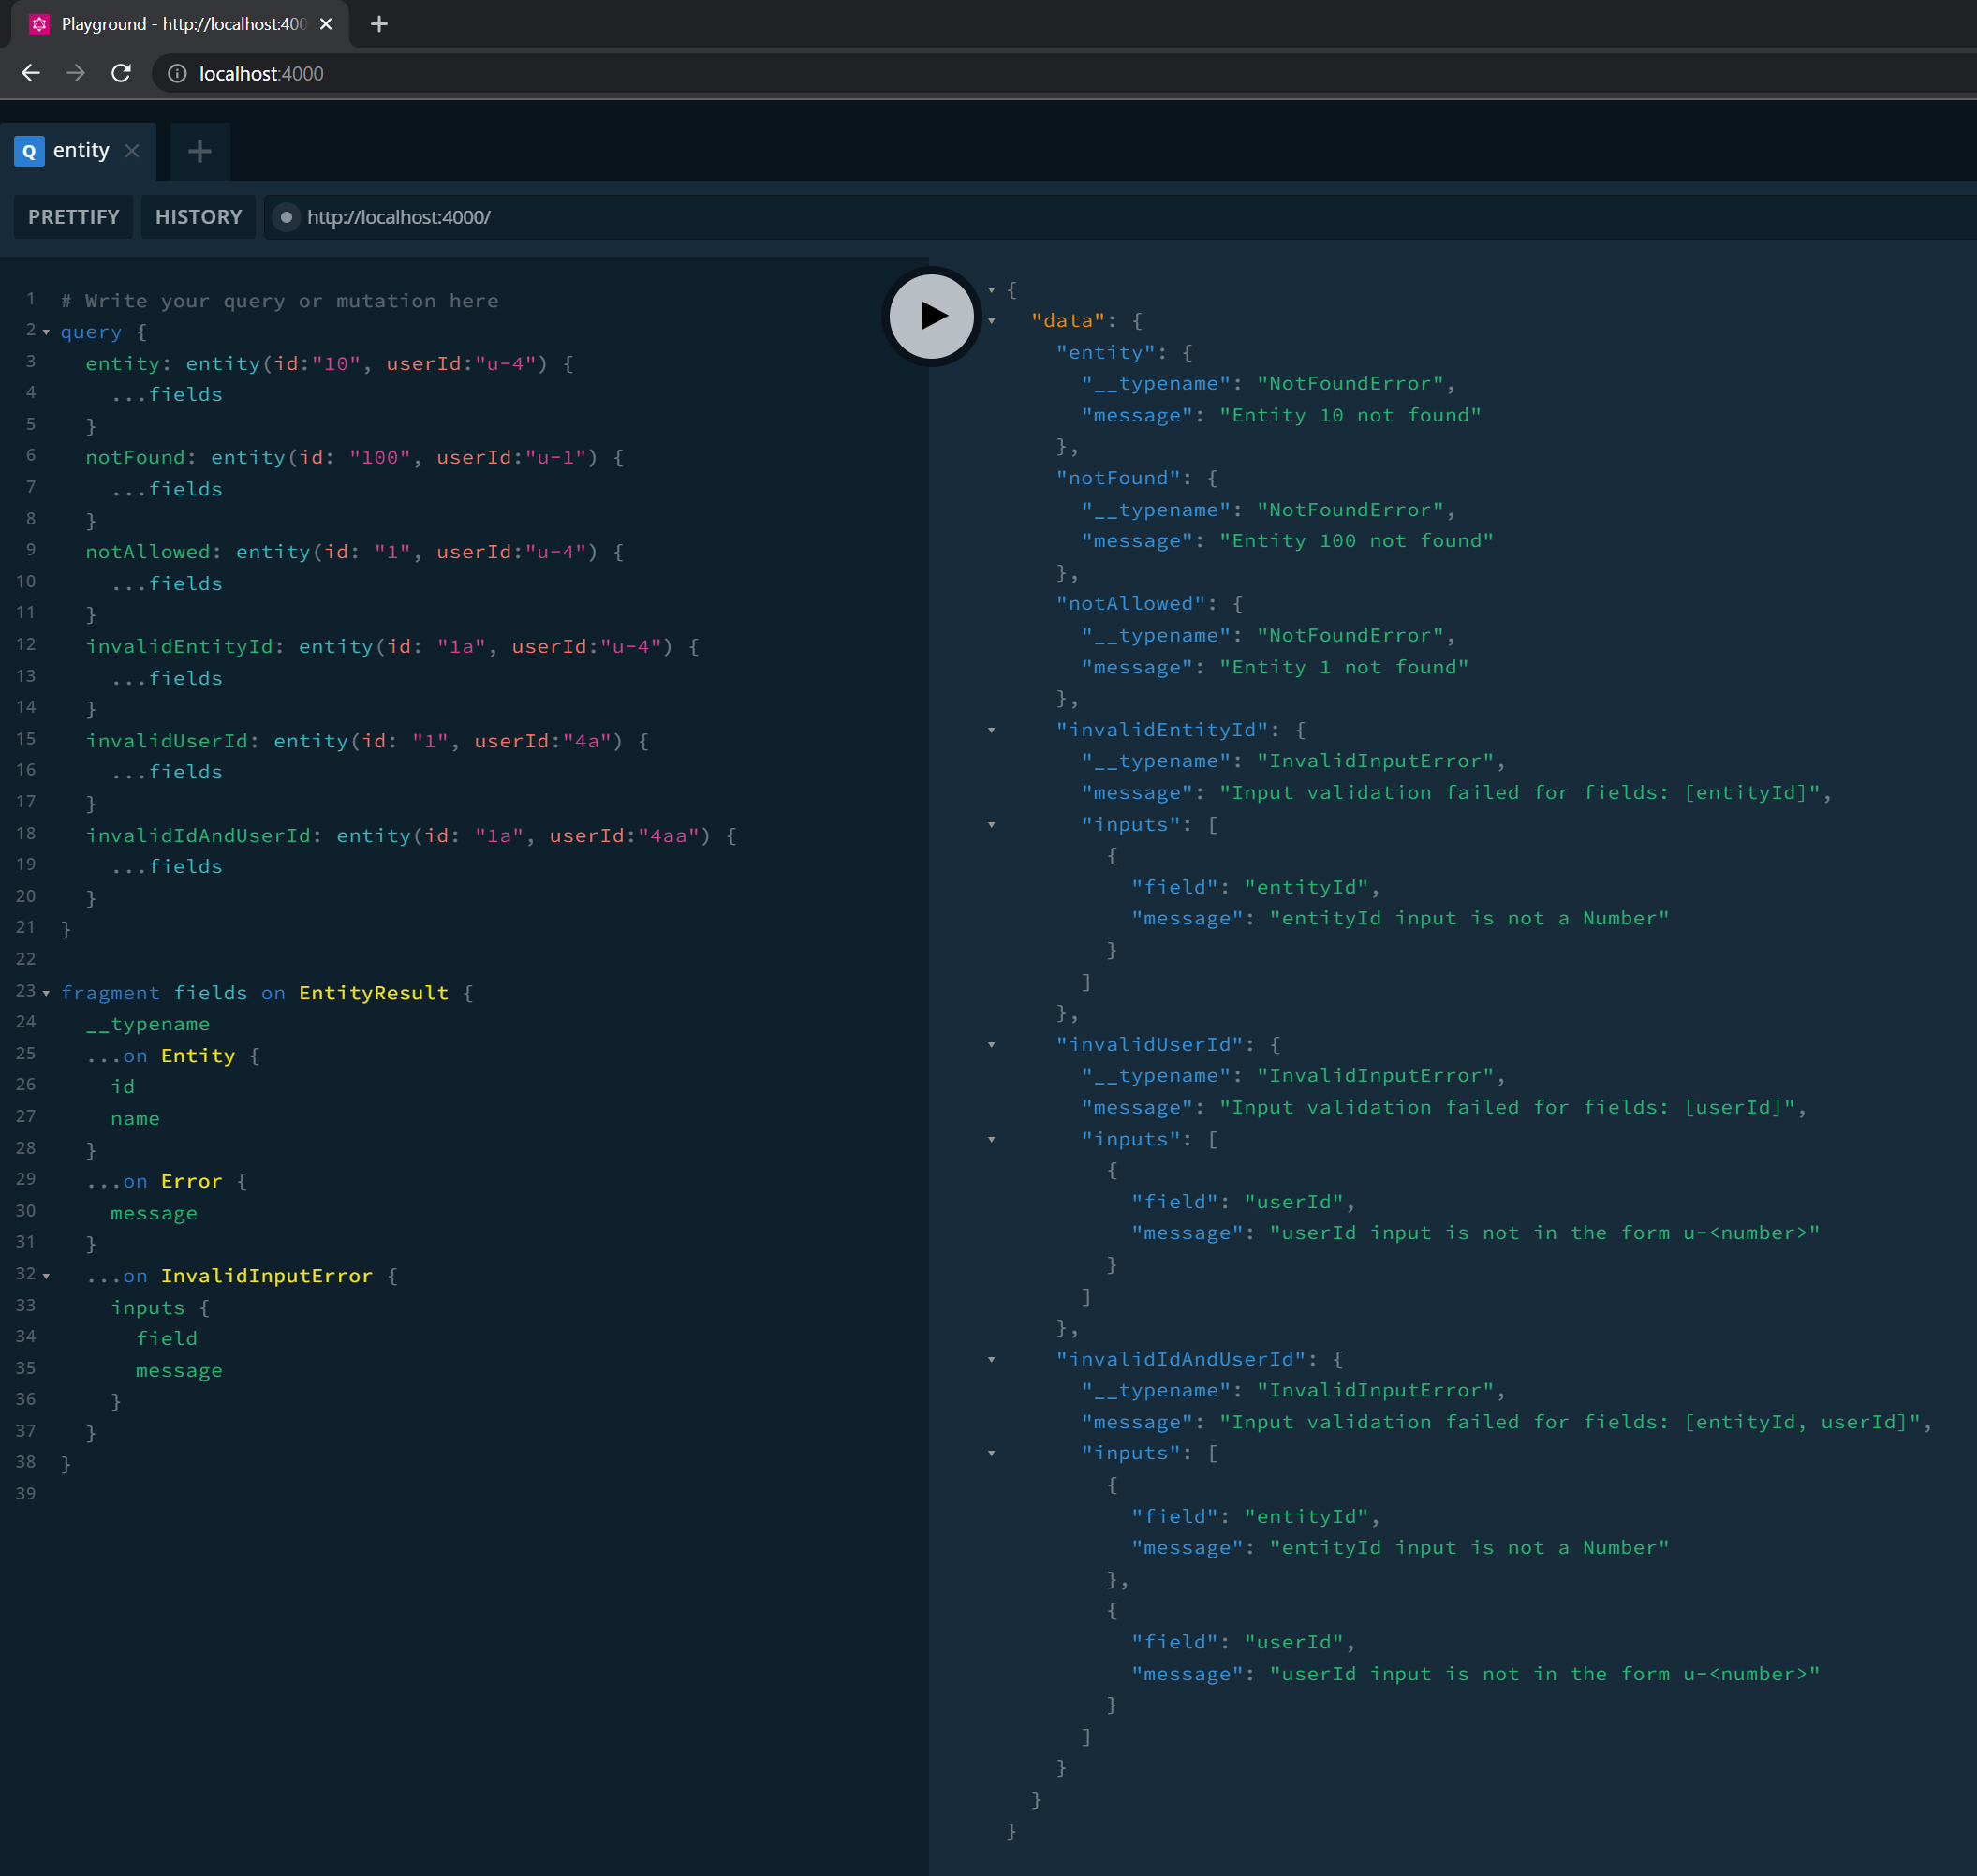 Playground - http://localhost:400
localhost:4000
Q entity
PRETTIFY HISTORY http://localhost:4000/
1 # Write your query or mutation here
2 query {
3 entity: entity(id:"10", userId:"u-4") {
4 ...fields
5 }
6 notFound: entity(id: "100", userId:"u-1") {
7 ...fields
8 }
9 notAllowed: entity(id: "1", userId:"u-4") {
10 ...fields
11 }
12 invalidEntityId: entity(id: "1a", userId:"u-4") {
13 ...fields
14 }
15 invalidUserId: entity(id: "1", userId:"4a") {
16 ...fields
17 }
18 invalidIdAndUserId: entity(id: "1a", userId:"4aa") {
19 ...fields
20 }
21 }
22
23 fragment fields on EntityResult {
24 __typename
25 ...on Entity {
26 id
27 name
28 }
29 ...on Error {
30 message
31 }
32 ...on InvalidInputError {
33 inputs {
34 field
35 message
36 }
37 }
38 }
39
{
"data": {
"entity": {
"__typename": "NotFoundError",
"message": "Entity 10 not found"
},
"notFound": {
"__typename": "NotFoundError",
"message": "Entity 100 not found"
},
"notAllowed": {
"__typename": "NotFoundError",
"message": "Entity 1 not found"
},
"invalidEntityId": {
"__typename": "InvalidInputError",
"message": "Input validation failed for fields: [entityId]",
"inputs": [
{
"field": "entityId",
"message": "entityId input is not a Number"
}
]
},
"invalidUserId": {
"__typename": "InvalidInputError",
"message": "Input validation failed for fields: [userId]",
"inputs": [
{
"field": "userId",
"message": "userId input is not in the form u-<number>"
}
]
},
"invalidIdAndUserId": {
"__typename": "InvalidInputError",
"message": "Input validation failed for fields: [entityId, userId]",
"inputs": [
{
"field": "entityId",
"message": "entityId input is not a Number"
},
{
"field": "userId",
"message": "userId input is not in the form u-<number>"
}
]
}
}
}